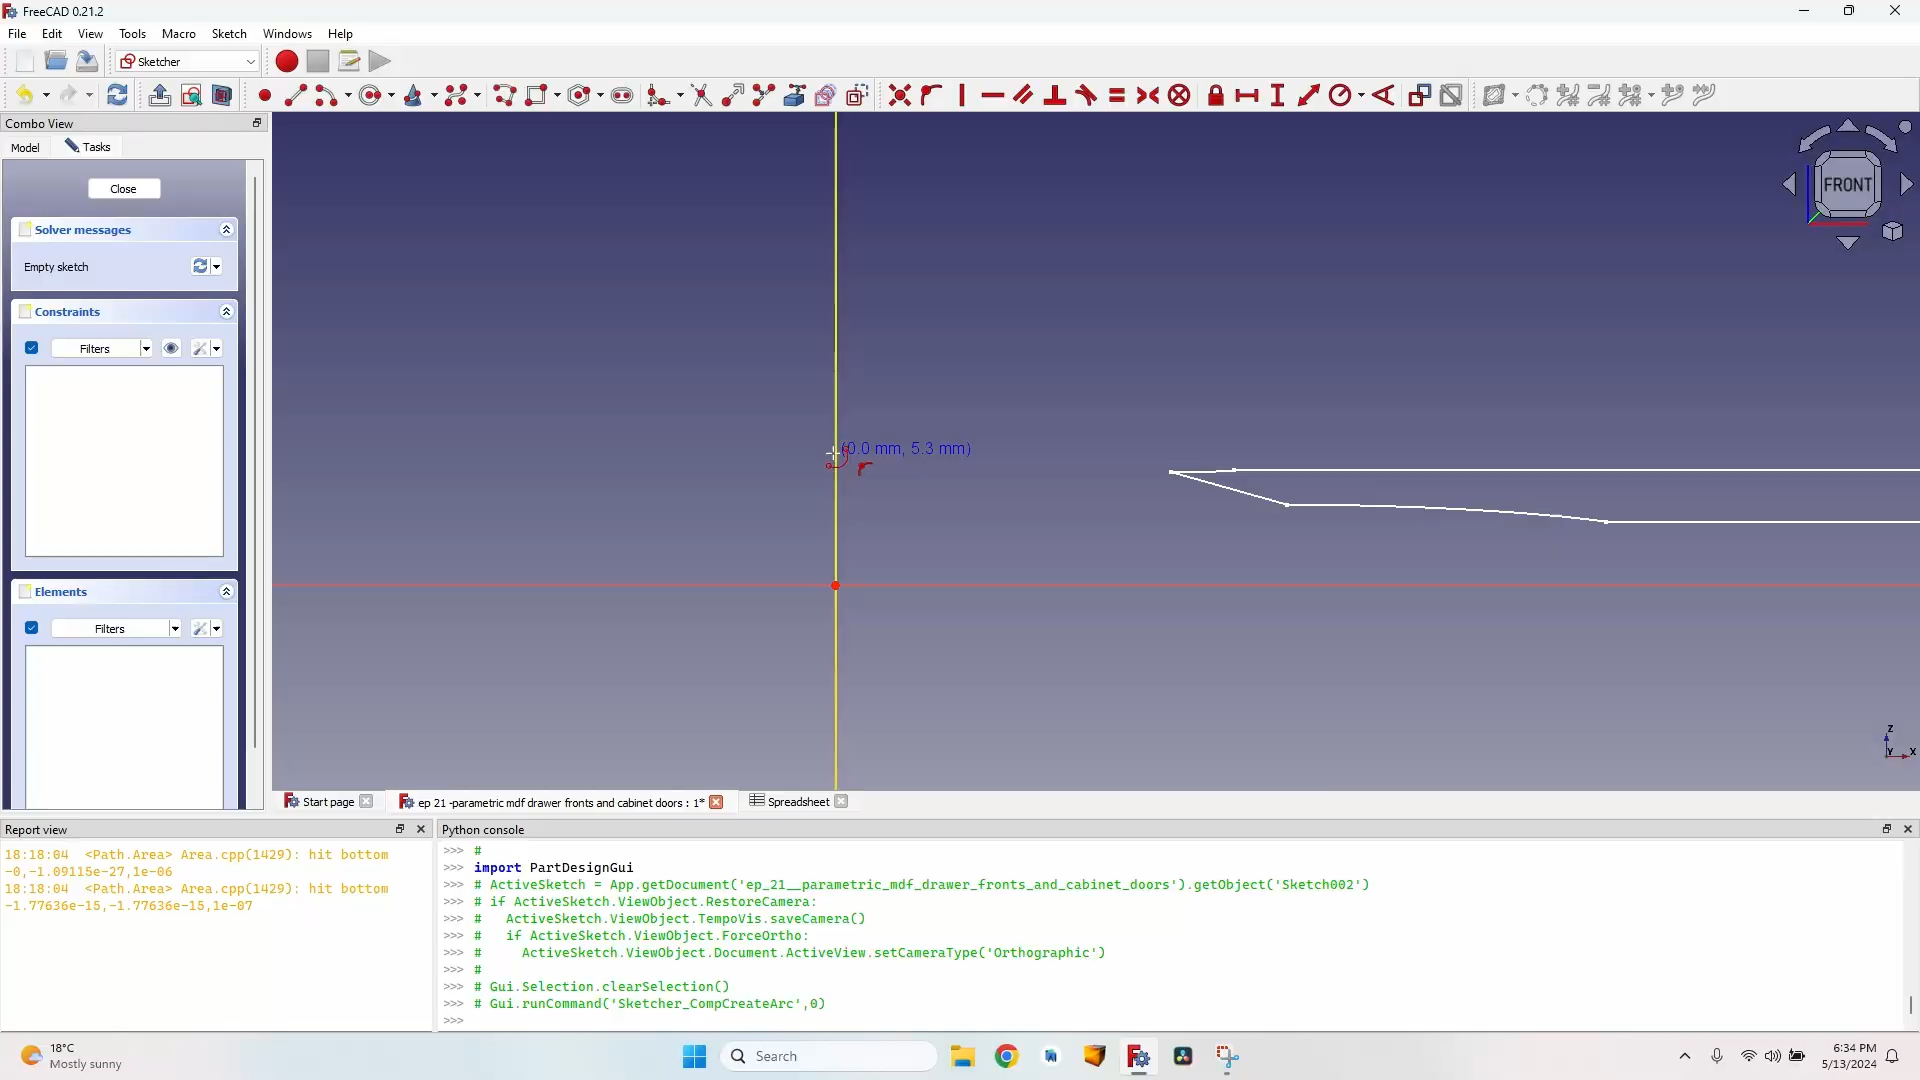 FreeCAD 0.21.2
File Edit View Tools Macro Sketch Windows Help
Sketcher
Combo View
Model Tasks
Close
Solver messages
Empty sketch
Constraints
Filters
Elements
Filters
(0.0 mm, 5.3 mm)
FRONT
Z
Y X
Start page
ep 21 -parametric mdf drawer fronts and cabinet doors : 1*
Spreadsheet
Report view
18:18:04 <Path.Area> Area.cpp(1429): hit bottom
-0,-1.09115e-27,1e-06
18:18:04 <Path.Area> Area.cpp(1429): hit bottom
-1.77636e-15,-1.77636e-15,1e-07
Python console
>>> #
>>> import PartDesignGui
>>> # ActiveSketch = App.getDocument('ep_21__parametric_mdf_drawer_fronts_and_cabinet_doors').getObject('Sketch002')
>>> # if ActiveSketch.ViewObject.RestoreCamera:
>>> #   ActiveSketch.ViewObject.TempoVis.saveCamera()
>>> #   if ActiveSketch.ViewObject.ForceOrtho:
>>> #     ActiveSketch.ViewObject.Document.ActiveView.setCameraType('Orthographic')
>>> #
>>> # Gui.Selection.clearSelection()
>>> # Gui.runCommand('Sketcher_CompCreateArc',0)
>>>
18°C
Mostly sunny
Search
6:34 PM
5/13/2024